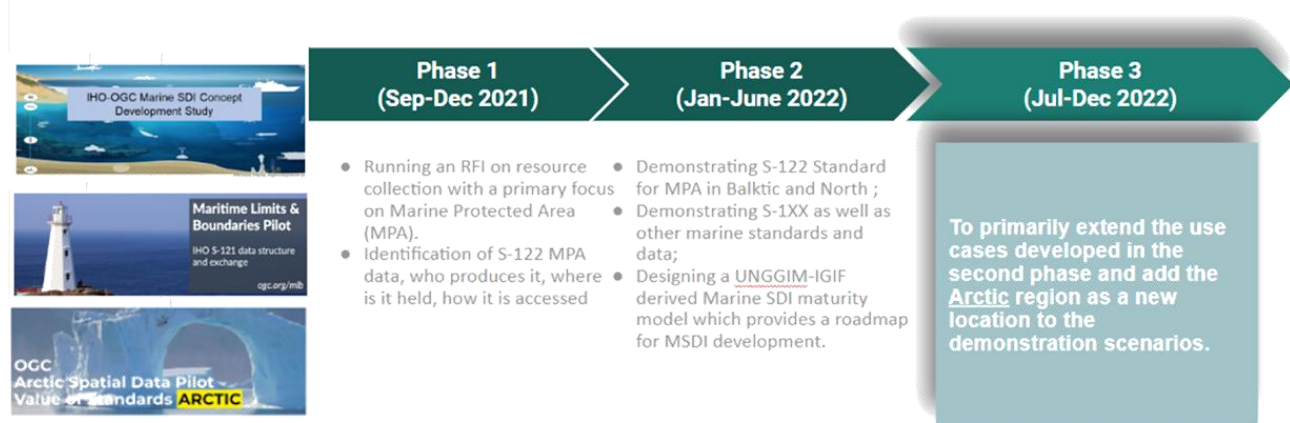 IHO-OGC Marine SDI Concept
Development Study
Maritime Limits &
Boundaries Pilot
IHO S-121 data structure
and exchange
ogc.org/mlb
OGC
Arctic Spatial Data Pilot
Value of Standards ARCTIC
Phase 1
(Sep-Dec 2021)
● Running an RFI on resource
collection with a primary focus
on Marine Protected Area
(MPA).
● Identification of S-122 MPA
data, who produces it, where
is it held, how it is accessed
Phase 2
(Jan-June 2022)
● Demonstrating S-122 Standard
for MPA in Balktic and North ;
● Demonstrating S-1XX as well as
other marine standards and
data;
● Designing a UNGGIM-IGIF
derived Marine SDI maturity
model which provides a roadmap
for MSDI development.
Phase 3
(Jul-Dec 2022)
To primarily extend the use
cases developed in the
second phase and add the
Arctic region as a new
location to the
demonstration scenarios.